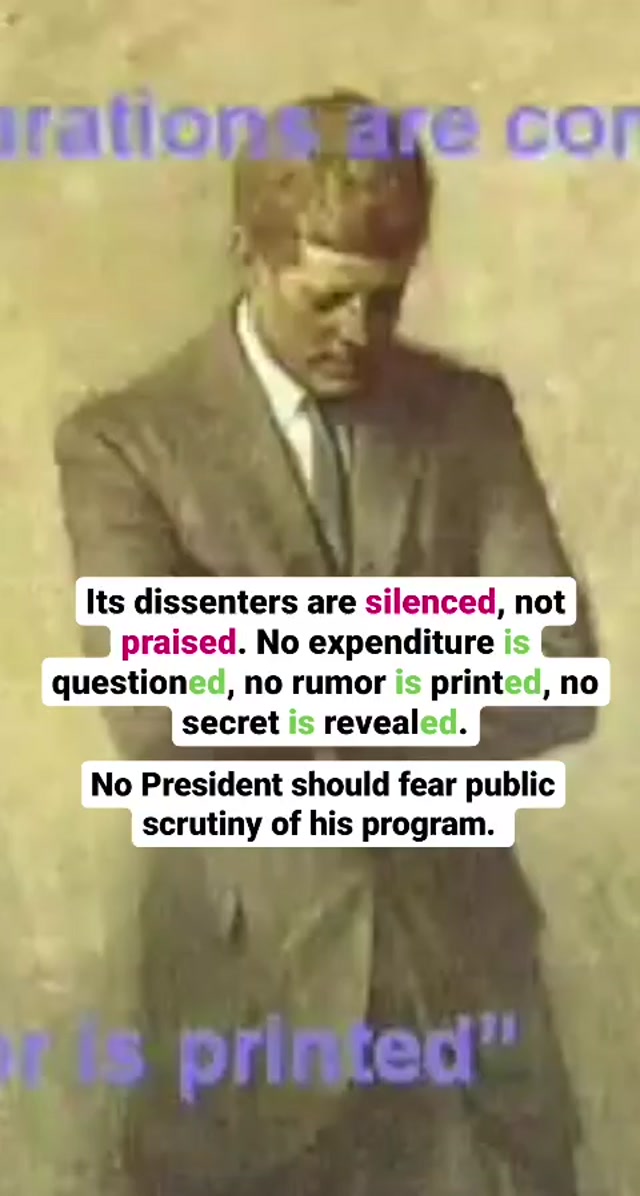 are con
Its dissenters are silenced, not
praised. No expenditure is
questioned, no rumor is printed, no
secret is revealed.
No President should fear public
scrutiny of his program.
is printed"